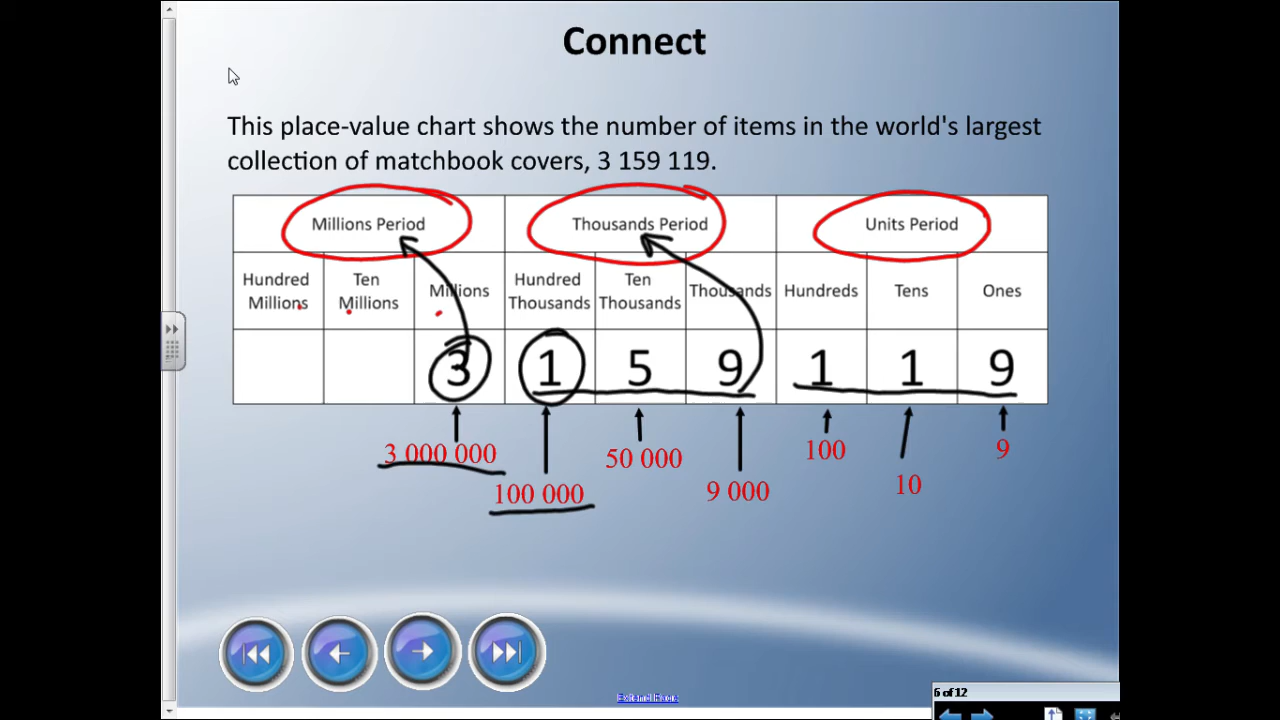 Connect
This place-value chart shows the number of items in the world's largest
collection of matchbook covers, 3 159 119.
Millions Period Thousands Period Units Period
Hundred Millions Ten Millions Millions Hundred Thousands Ten Thousands Thousands Hundreds Tens Ones
3 1 5 9 1 1 9
3 000 000 100 000 50 000 9 000 100 10 9
Extend Page
6 of 12